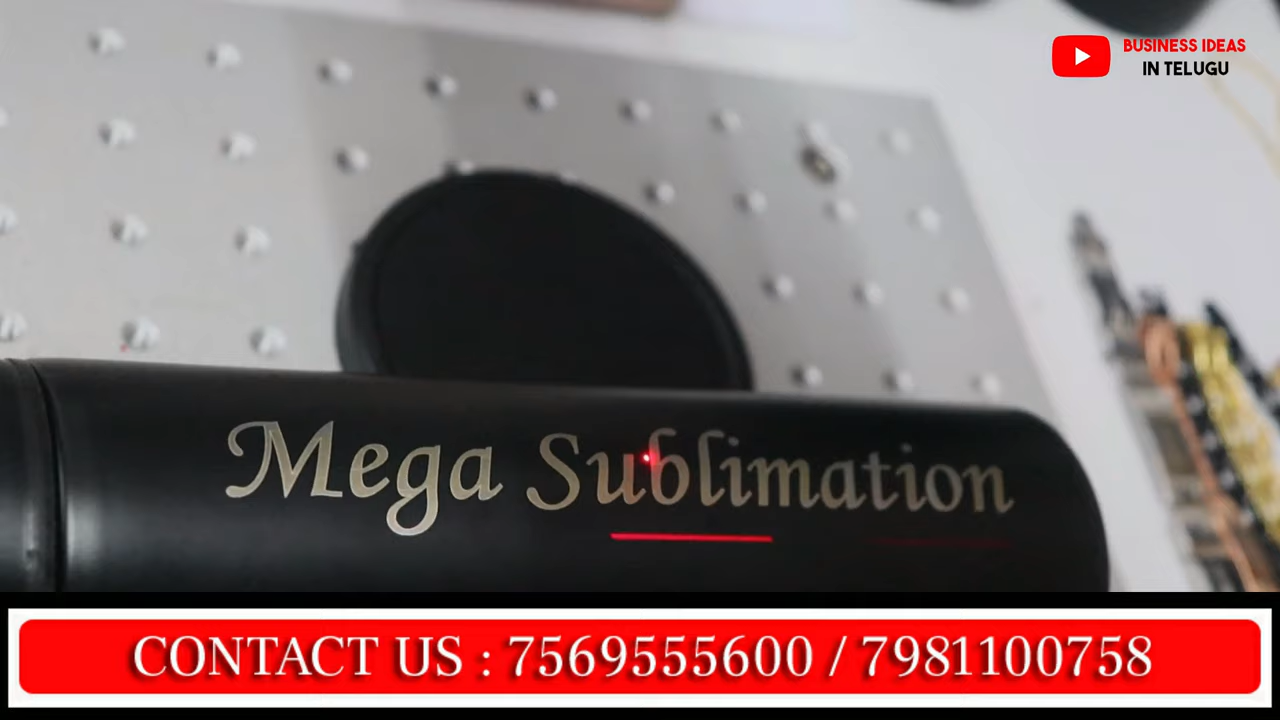 BUSINESS IDEAS
IN TELUGU
Mega Sublimation
CONTACT US : 7569555600 / 7981100758